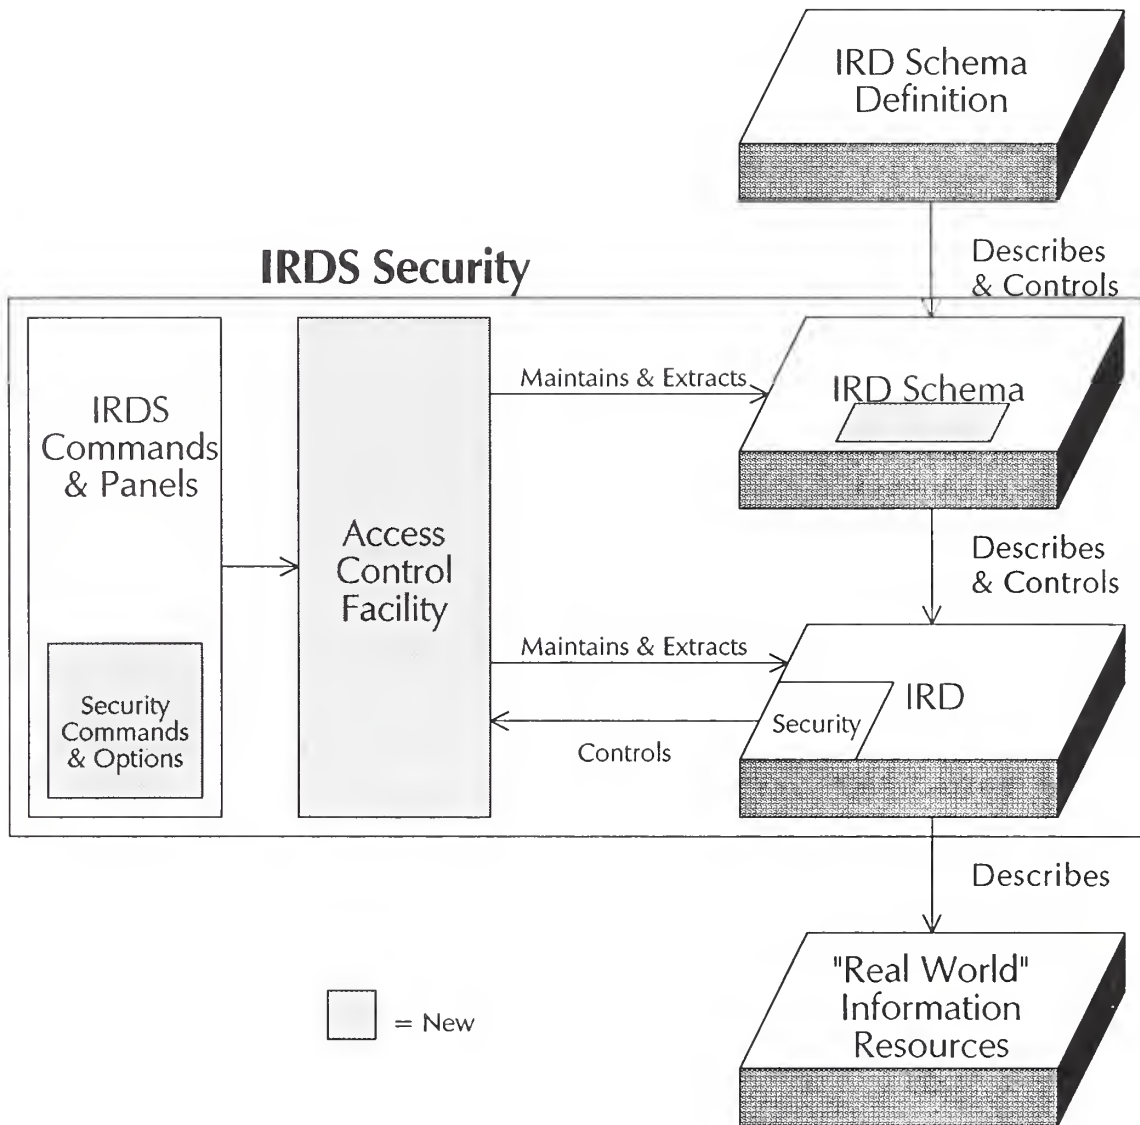 IRD Schema
Definition
Describes
& Controls
IRDS Security
IRDS
Commands
& Panels
Security
Commands
& Options
Access
Control
Facility
Maintains & Extracts
IRD Schema
Describes
& Controls
Maintains & Extracts
IRD
Security
Controls
Describes
"Real World"
Information
Resources
= New